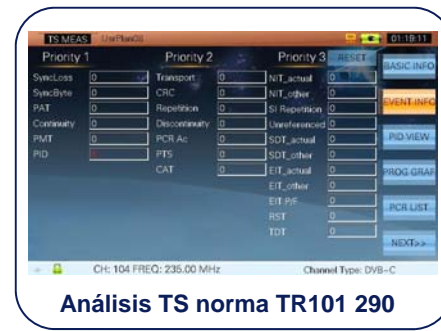 TS MEAS UsrPlan08 01:19:11
Priority 1 Priority 2 Priority 3 RESET BASIC INFO
SyncLoss 0 Transport 0 NIT_actual 0
SyncByte 0 CRC 0 NIT_other 0 EVENT INFO
PAT 0 Repetition 0 SI Repetition 0
Continuity 0 Discontinuity 0 Unreferenced 0 PID VIEW
PMT 0 PCR Ac 0 SDT_actual 0
PID PTS 0 SDT_other 0
CAT 0 EIT_actual 0 PROG GRAF
EIT_other 0
EIT P/F 0 PCR LIST
RST 0
TDT 0 NEXT>>
CH: 104 FREQ: 235.00 MHz Channel Type: DVB-C
Análisis TS norma TR101 290